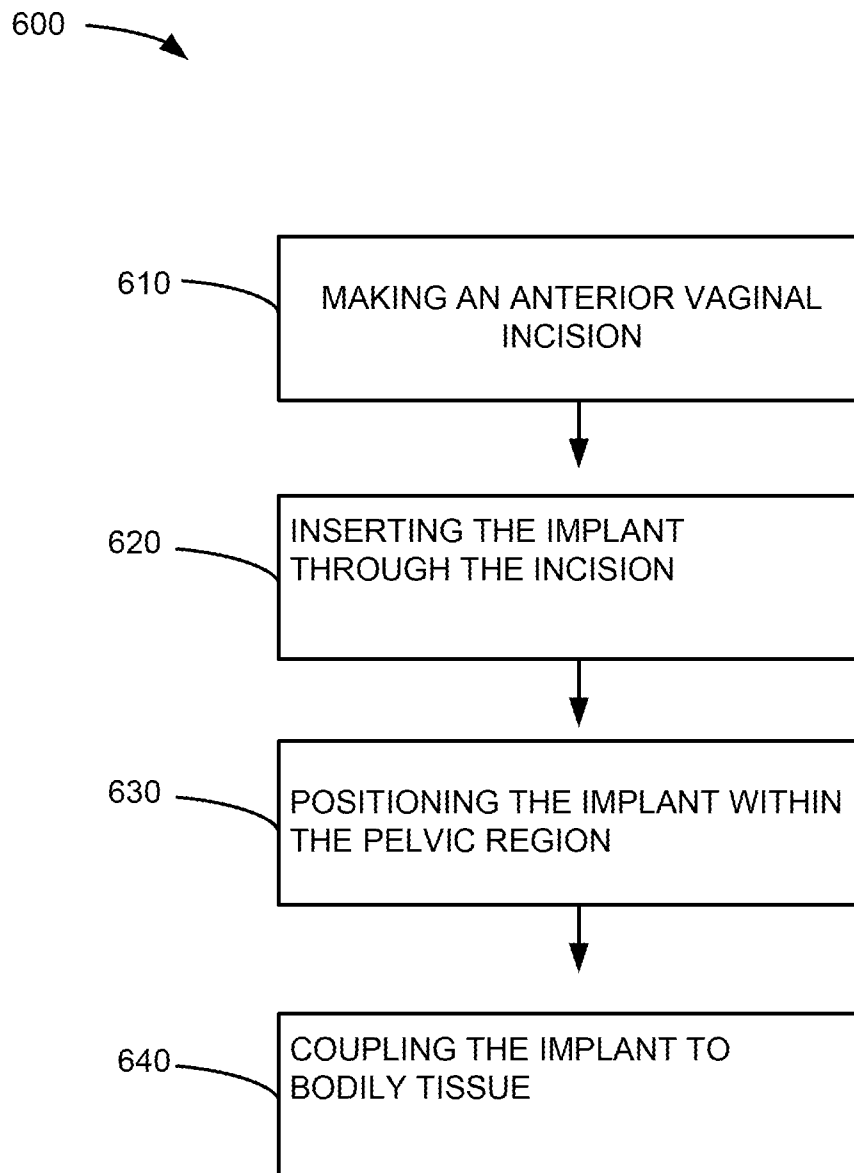 600
610
MAKING AN ANTERIOR VAGINAL
INCISION
620
INSERTING THE IMPLANT
THROUGH THE INCISION
630
POSITIONING THE IMPLANT WITHIN
THE PELVIC REGION
640
COUPLING THE IMPLANT TO
BODILY TISSUE